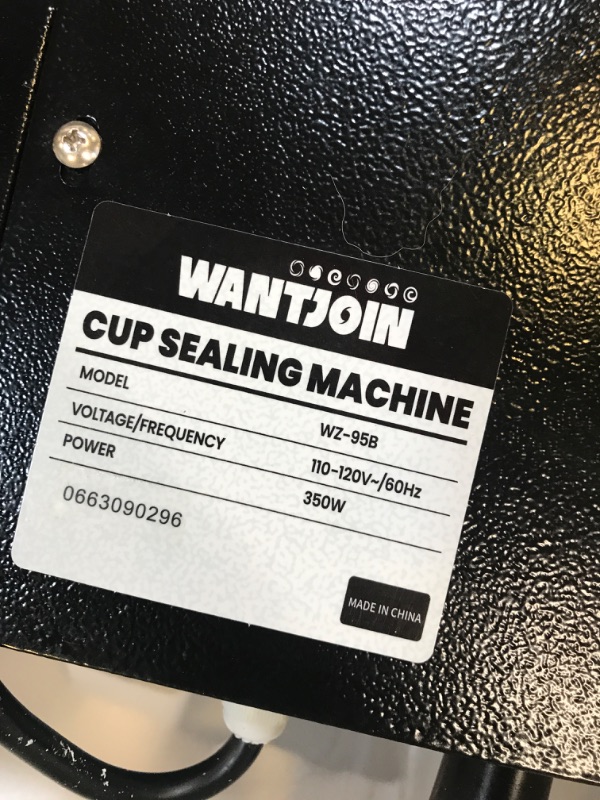 WANTJOIN
CUP SEALING MACHINE
MODEL WZ-95B
VOLTAGE/FREQUENCY 110-120V~/60Hz
POWER 350W
0663090296
MADE IN CHINA